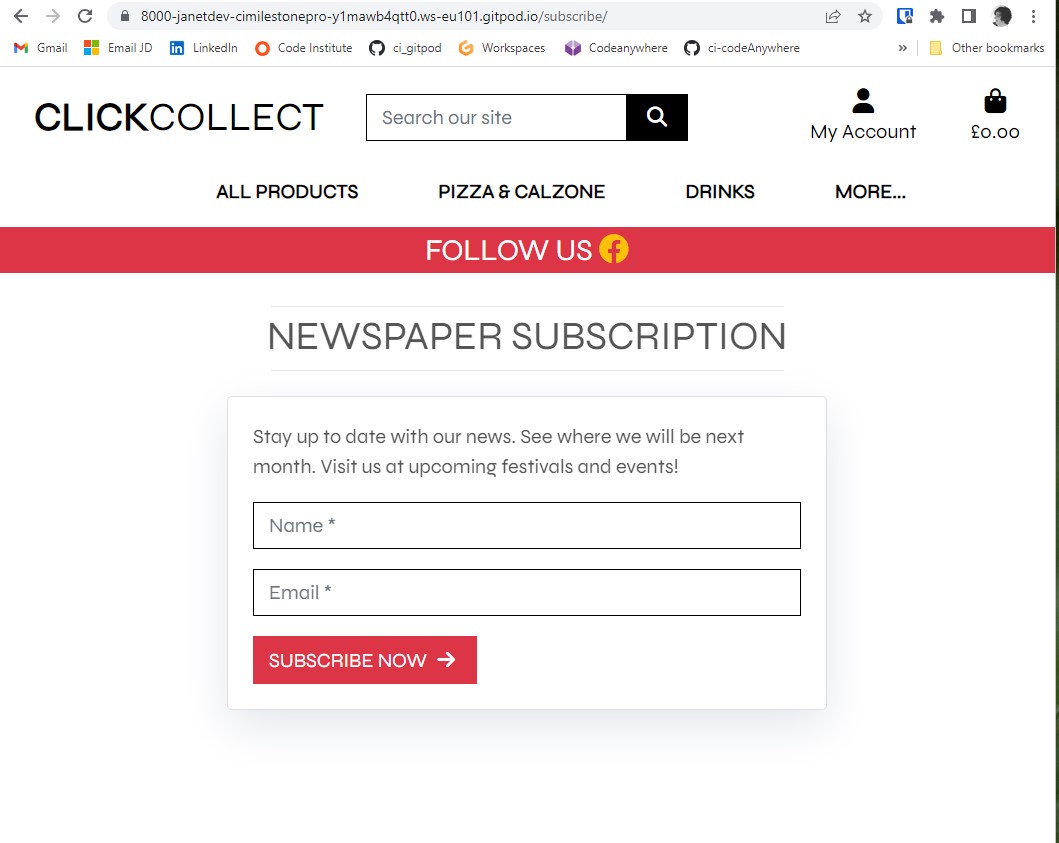 8000-janetdev-cimilestonepro-y1mawb4qtt0.ws-eu101.gitpod.io/subscribe/
Gmail Email JD LinkedIn Code Institute ci_gitpod Workspaces Codeanywhere ci-codeAnywhere » Other bookmarks
CLICKCOLLECT
Search our site
My Account
£0.00
ALL PRODUCTS PIZZA & CALZONE DRINKS MORE...
FOLLOW US
NEWSPAPER SUBSCRIPTION
Stay up to date with our news. See where we will be next
month. Visit us at upcoming festivals and events!
Name *
Email *
SUBSCRIBE NOW